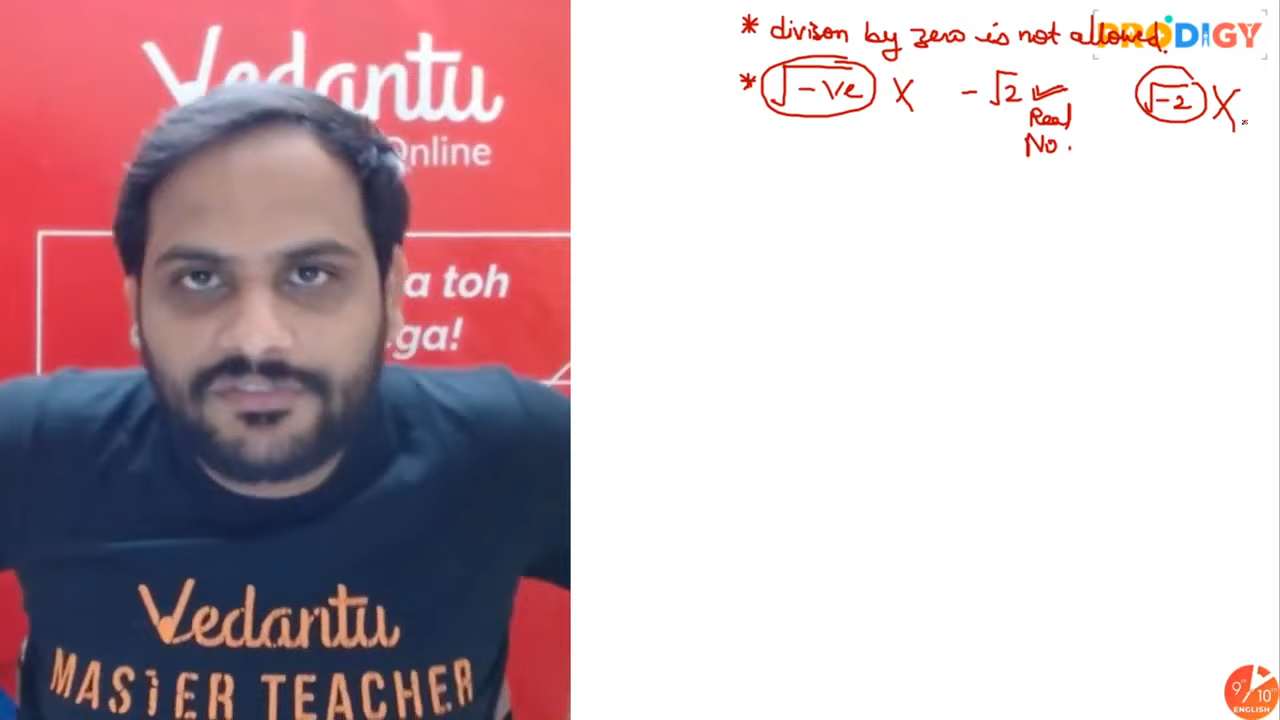 Vedantu
Online
a toh
ga!
Vedantu
MASTER TEACHER
* divison by zero is not allowed.
PRODIGY
* √-ve X -√2 ✓ √-2 X
Real
No.
9th 10th
ENGLISH